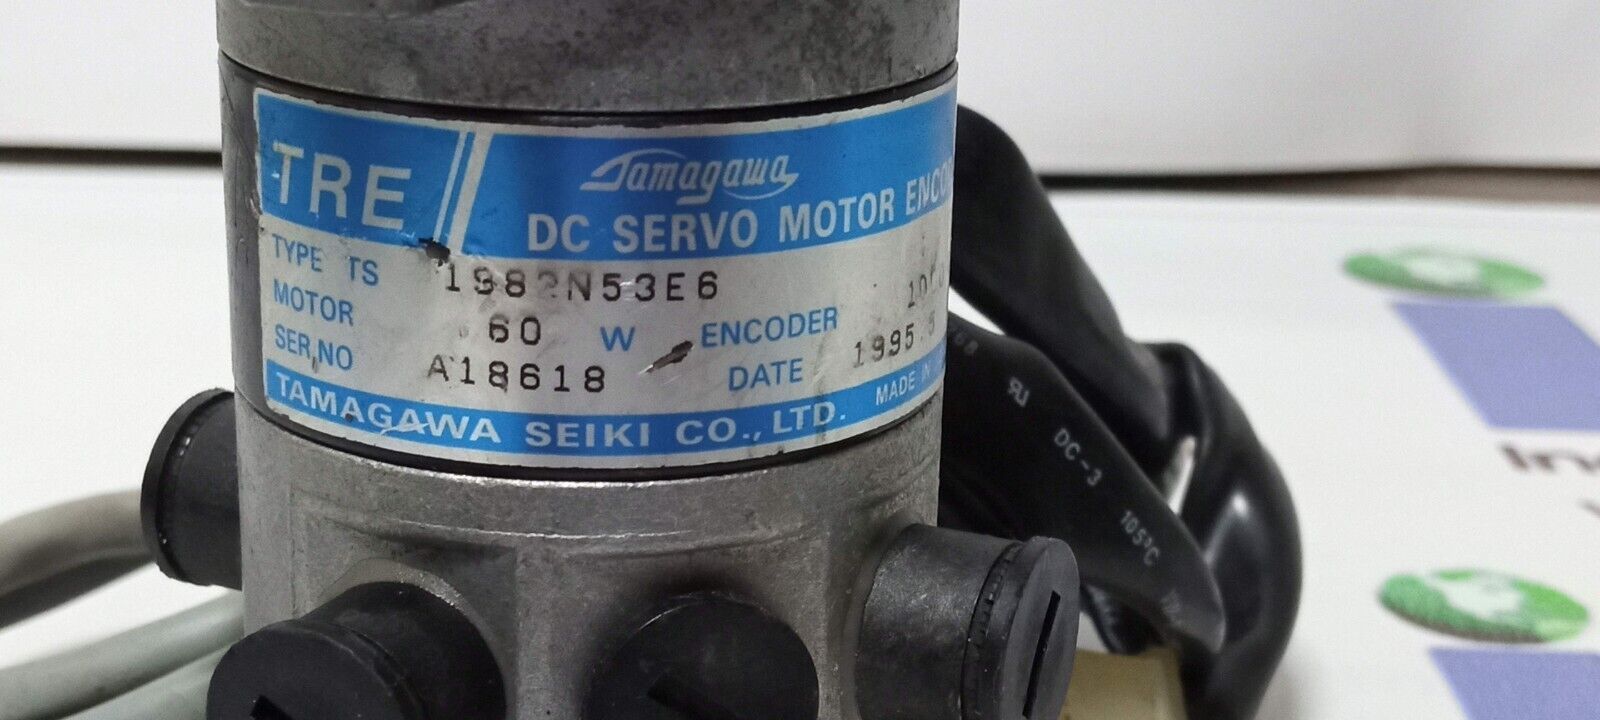 TRE
Tamagawa
DC SERVO MOTOR
TYPE TS 1982N53E6
MOTOR 60 W ENCODER
SER,NO A18618 DATE 1995.
TAMAGAWA SEIKI CO., LTD. MADE IN
DC-3
105°C